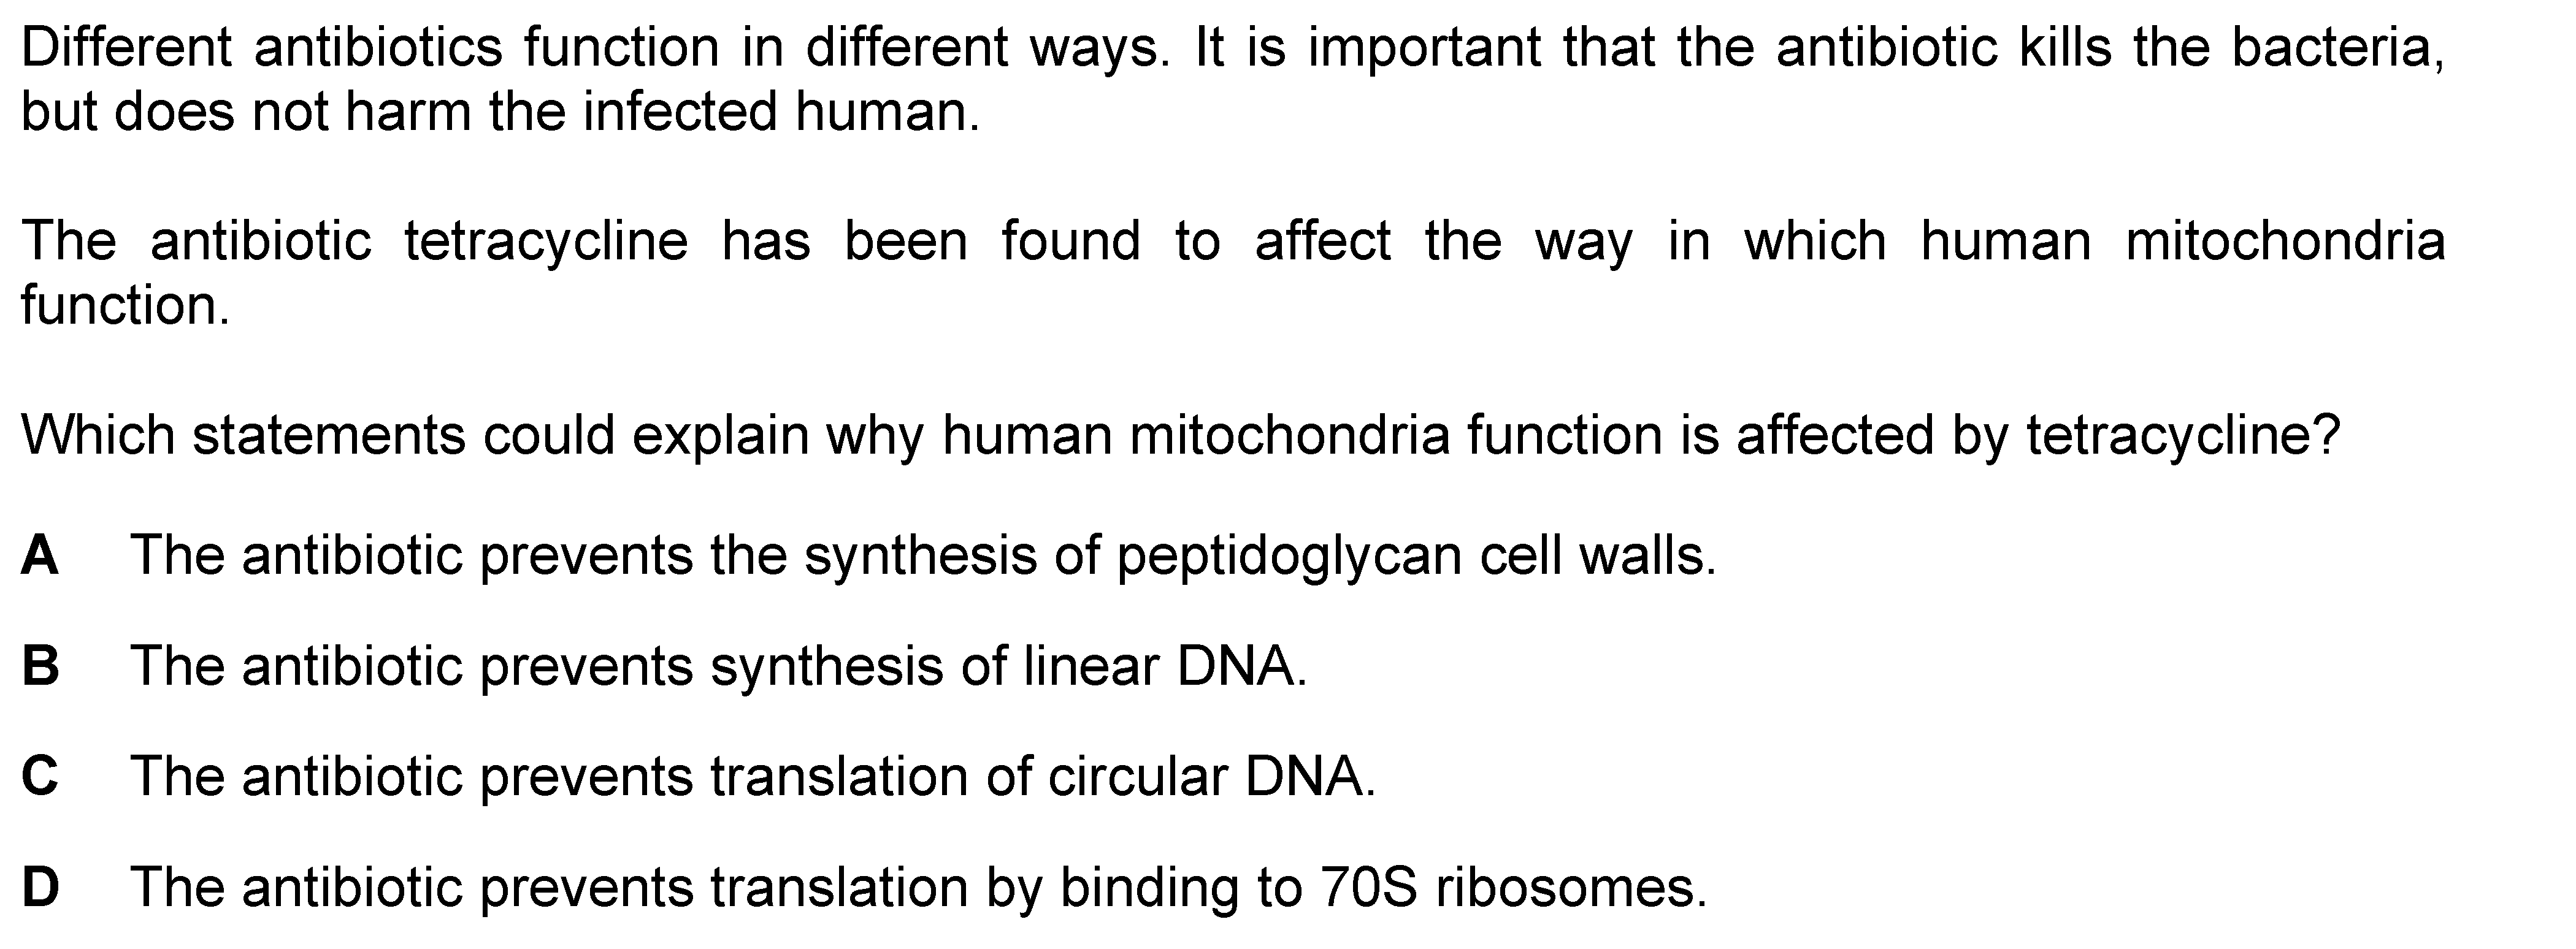 Different antibiotics function in different ways. It is important that the antibiotic kills the bacteria,
but does not harm the infected human.
The antibiotic tetracycline has been found to affect the way in which human mitochondria
function.
Which statements could explain why human mitochondria function is affected by tetracycline?
A The antibiotic prevents the synthesis of peptidoglycan cell walls.
B The antibiotic prevents synthesis of linear DNA.
C The antibiotic prevents translation of circular DNA.
D The antibiotic prevents translation by binding to 70S ribosomes.